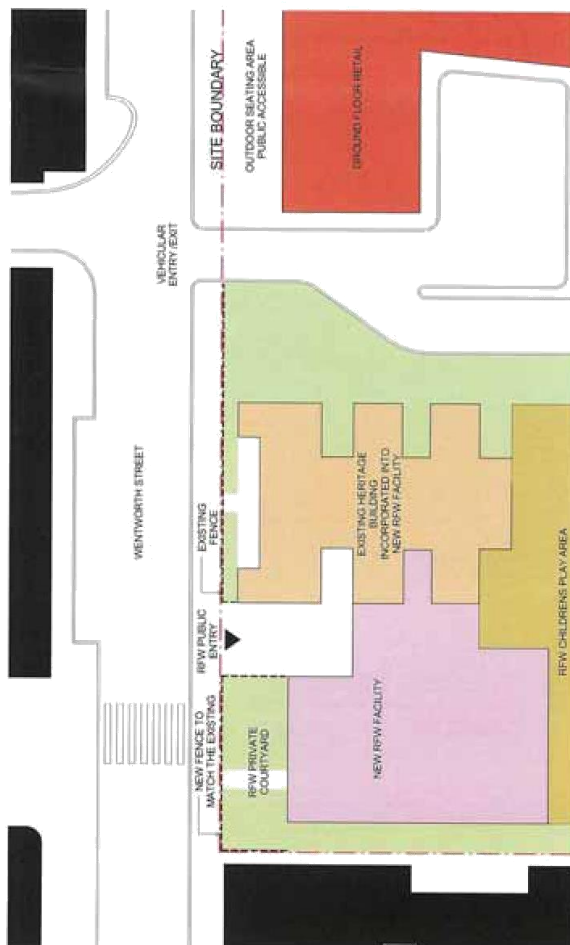 SITE BOUNDARY
OUTDOOR SEATING AREA
PUBLIC ACCESSIBLE
GROUND FLOOR RETAIL
VEHICULAR
ENTRY /EXIT
WENTWORTH STREET
EXISTING
FENCE
EXISTING HERITAGE
BUILDING
INCORPORATED INTO
NEW RFW FACILITY
RFW PUBLIC
ENTRY
NEW FENCE TO
MATCH THE EXISTING
RFW PRIVATE
COURTYARD
NEW RFW FACILITY
RFW CHILDRENS PLAY AREA